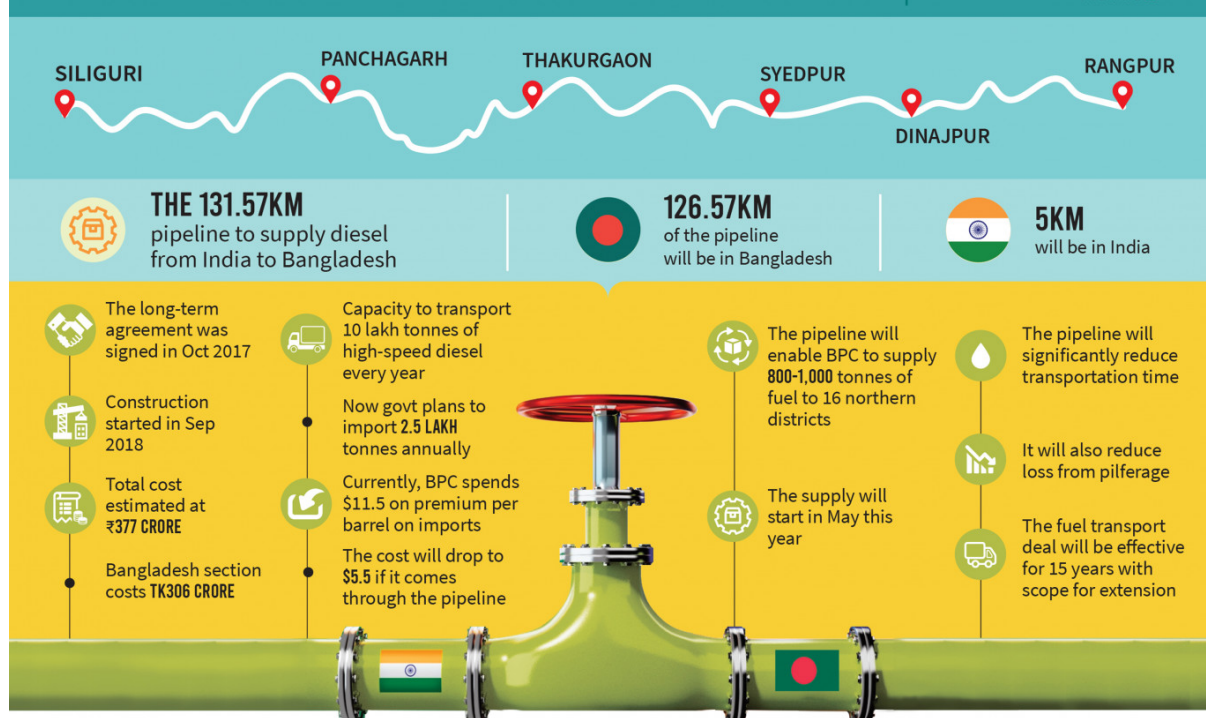 SILIGURI
PANCHAGARH
THAKURGAON
SYEDPUR
DINAJPUR
RANGPUR
THE 131.57KM
pipeline to supply diesel
from India to Bangladesh
126.57KM
of the pipeline
will be in Bangladesh
5KM
will be in India
The long-term
agreement was
signed in Oct 2017
Construction
started in Sep
2018
Total cost
estimated at
₹377 CRORE
Bangladesh section
costs TK306 CRORE
Capacity to transport
10 lakh tonnes of
high-speed diesel
every year
Now govt plans to
import 2.5 LAKH
tonnes annually
Currently, BPC spends
$11.5 on premium per
barrel on imports
The cost will drop to
$5.5 if it comes
through the pipeline
The pipeline will
enable BPC to supply
800-1,000 tonnes of
fuel to 16 northern
districts
The supply will
start in May this
year
The pipeline will
significantly reduce
transportation time
It will also reduce
loss from pilferage
The fuel transport
deal will be effective
for 15 years with
scope for extension